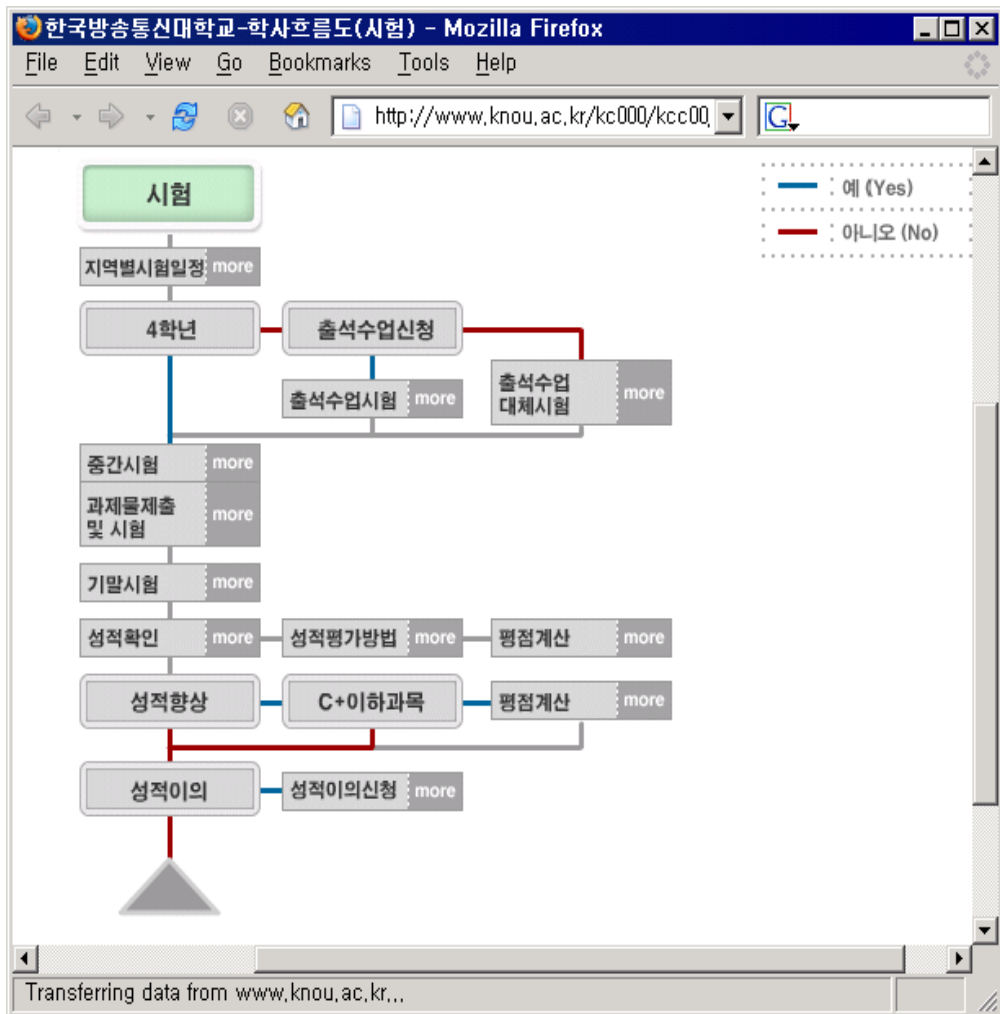 한국방송통신대학교-학사흐름도(시험) - Mozilla Firefox
File Edit View Go Bookmarks Tools Help
http://www.knou.ac.kr/kc000/kcc00
G
시험
예 (Yes)
아니오 (No)
지역별시험일정 more
4학년
출석수업신청
출석수업시험 more
출석수업
대체시험 more
중간시험 more
과제물제출
및 시험 more
기말시험 more
성적확인 more
성적평가방법 more
평점계산 more
성적향상
C+이하과목
평점계산 more
성적이의
성적이의신청 more
Transferring data from www.knou.ac.kr...